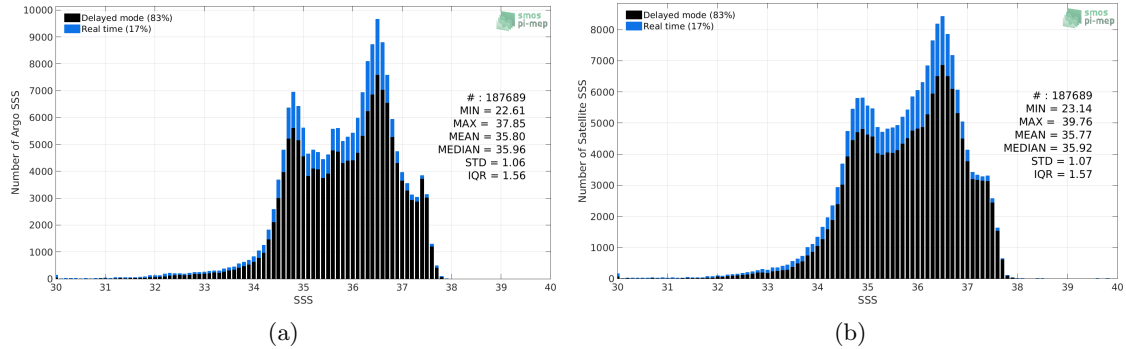 Delayed mode (83%)
Real time (17%)
smos
pi-mep
10000
9000
8000
7000
6000
5000
4000
3000
2000
1000
0
Number of Argo SSS
# : 187689
MIN = 22.61
MAX = 37.85
MEAN = 35.80
MEDIAN = 35.96
STD = 1.06
IQR = 1.56
30 31 32 33 34 35 36 37 38 39 40
SSS
(a)
Delayed mode (83%)
Real time (17%)
smos
pi-mep
8000
7000
6000
5000
4000
3000
2000
1000
0
Number of Satellite SSS
# : 187689
MIN = 23.14
MAX = 39.76
MEAN = 35.77
MEDIAN = 35.92
STD = 1.07
IQR = 1.57
30 31 32 33 34 35 36 37 38 39 40
SSS
(b)